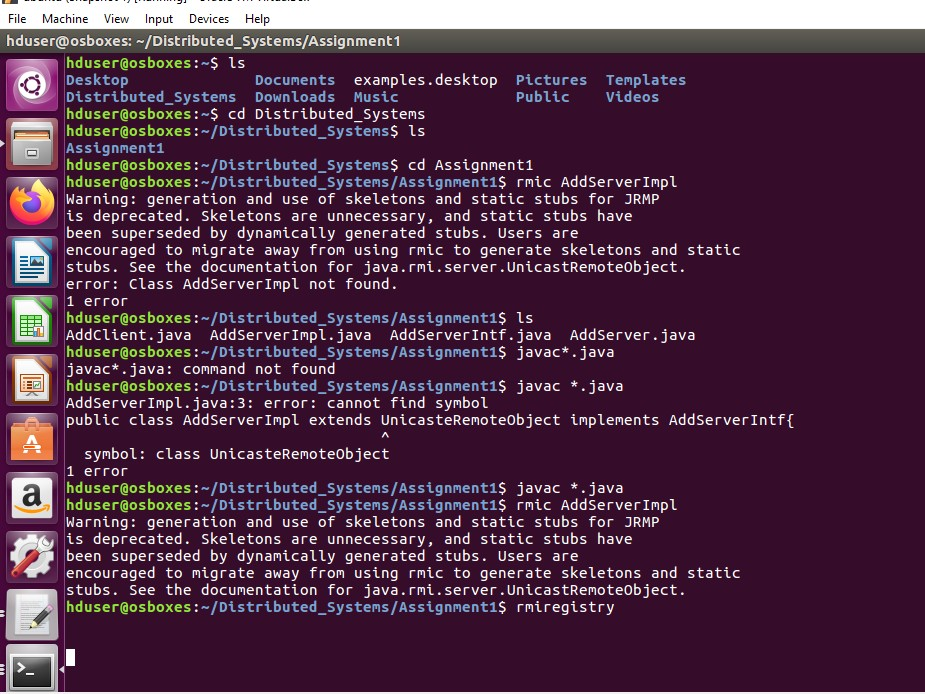 File Machine View Input Devices Help
hduser@osboxes: ~/Distributed_Systems/Assignment1
hduser@osboxes:~$ ls
Desktop Documents examples.desktop Pictures Templates
Distributed_Systems Downloads Music Public Videos
hduser@osboxes:~$ cd Distributed_Systems
hduser@osboxes:~/Distributed_Systems$ ls
Assignment1
hduser@osboxes:~/Distributed_Systems$ cd Assignment1
hduser@osboxes:~/Distributed_Systems/Assignment1$ rmic AddServerImpl
Warning: generation and use of skeletons and static stubs for JRMP
is deprecated. Skeletons are unnecessary, and static stubs have
been superseded by dynamically generated stubs. Users are
encouraged to migrate away from using rmic to generate skeletons and static
stubs. See the documentation for java.rmi.server.UnicastRemoteObject.
error: Class AddServerImpl not found.
1 error
hduser@osboxes:~/Distributed_Systems/Assignment1$ ls
AddClient.java AddServerImpl.java AddServerIntf.java AddServer.java
hduser@osboxes:~/Distributed_Systems/Assignment1$ javac*.java
javac*.java: command not found
hduser@osboxes:~/Distributed_Systems/Assignment1$ javac *.java
AddServerImpl.java:3: error: cannot find symbol
public class AddServerImpl extends UnicasteRemoteObject implements AddServerIntf{
^
symbol: class UnicasteRemoteObject
1 error
hduser@osboxes:~/Distributed_Systems/Assignment1$ javac *.java
hduser@osboxes:~/Distributed_Systems/Assignment1$ rmic AddServerImpl
Warning: generation and use of skeletons and static stubs for JRMP
is deprecated. Skeletons are unnecessary, and static stubs have
been superseded by dynamically generated stubs. Users are
encouraged to migrate away from using rmic to generate skeletons and static
stubs. See the documentation for java.rmi.server.UnicastRemoteObject.
hduser@osboxes:~/Distributed_Systems/Assignment1$ rmiregistry